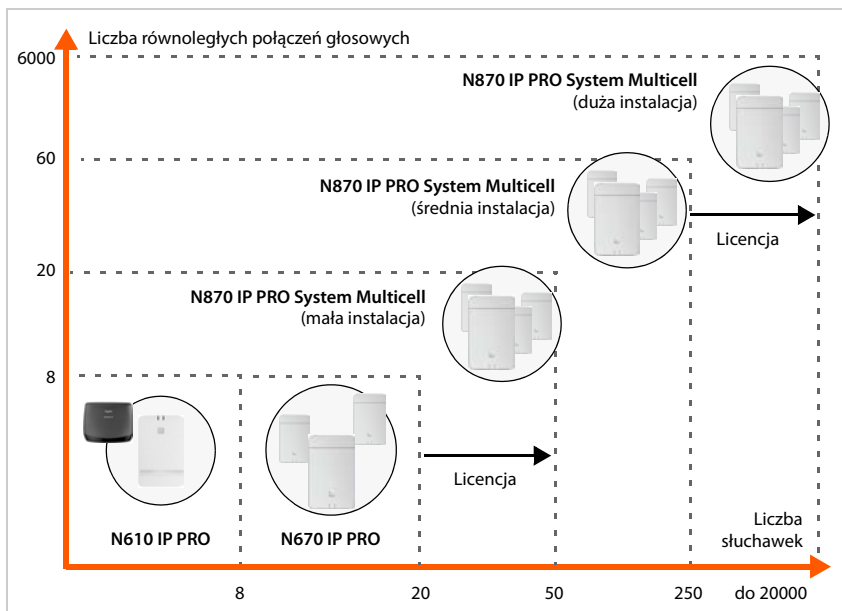 Liczba równoległych połączeń głosowych
6000
N870 IP PRO System Multicell
(duża instalacja)
60
N870 IP PRO System Multicell
(średnia instalacja)
Licencja
20
N870 IP PRO System Multicell
(mała instalacja)
8
Licencja
N610 IP PRO
N670 IP PRO
Liczba
słuchawek
8
20
50
250
do 20000